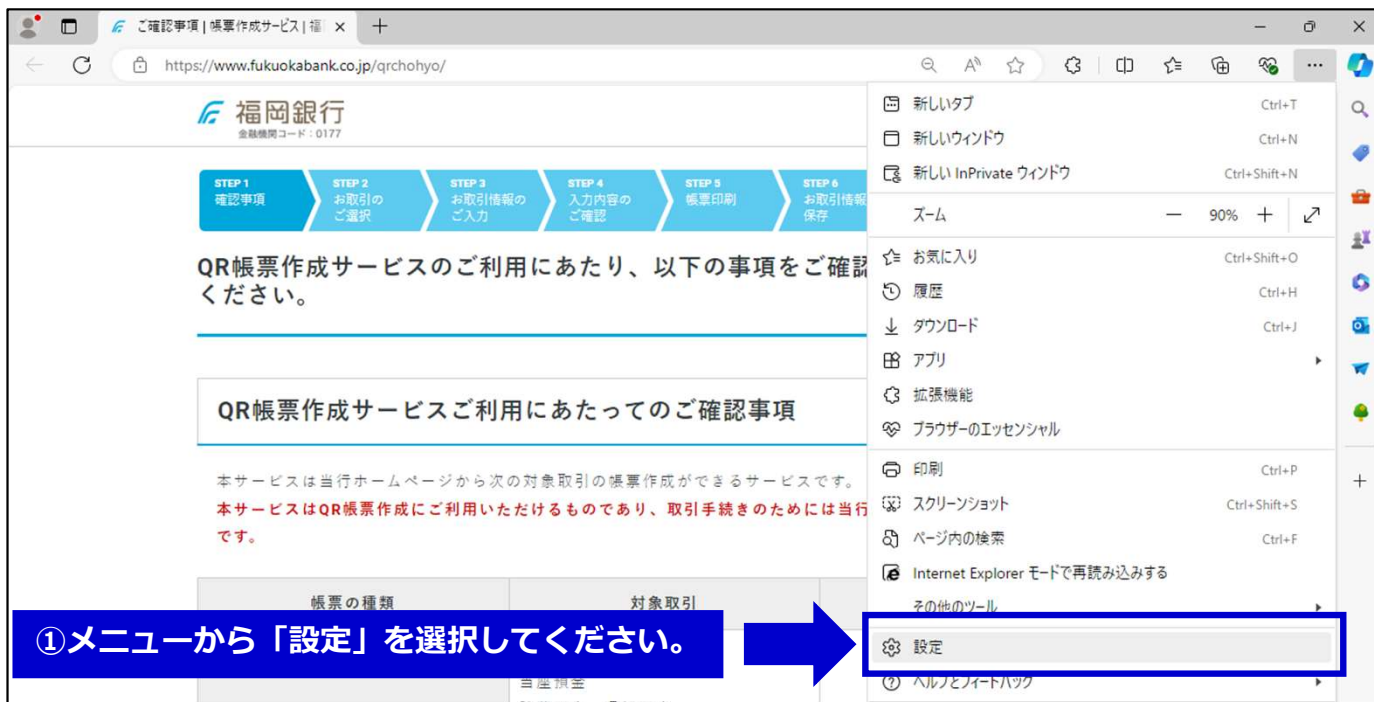 ご確認事項 | 帳票作成サービス | 福
https://www.fukuokabank.co.jp/qrchohyo/
福岡銀行
金融機関コード：0177
STEP 1
確認事項
STEP 2
お取引の
ご選択
STEP 3
お取引情報の
ご入力
STEP 4
入力内容の
ご確認
STEP 5
帳票印刷
STEP 6
お取引情報
保存
QR帳票作成サービスのご利用にあたり、以下の事項をご確認
ください。
QR帳票作成サービスご利用にあたってのご確認事項
本サービスは当行ホームページから次の対象取引の帳票作成ができるサービスです。
本サービスはQR帳票作成にご利用いただけるものであり、取引手続きのためには当行
です。
帳票の種類 対象取引
①メニューから「設定」を選択してください。
当座預金
新しいタブ Ctrl+T
新しいウィンドウ Ctrl+N
新しい InPrivate ウィンドウ Ctrl+Shift+N
ズーム 90%
お気に入り Ctrl+Shift+O
履歴 Ctrl+H
ダウンロード Ctrl+J
アプリ
拡張機能
ブラウザーのエッセンシャル
印刷 Ctrl+P
スクリーンショット Ctrl+Shift+S
ページ内の検索 Ctrl+F
Internet Explorer モードで再読み込みする
その他のツール
設定
ヘルプとフィードバック